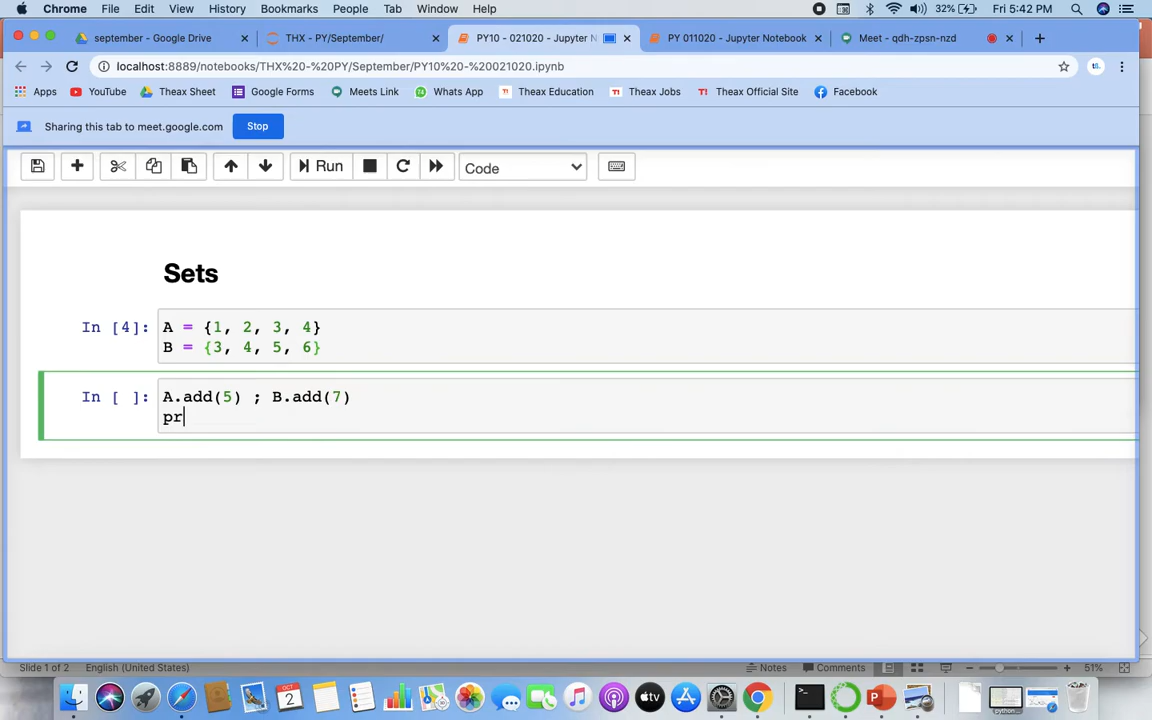 Chrome File Edit View History Bookmarks People Tab Window Help 32% Fri 5:42 PM
september - Google Drive THX - PY/September/ PY10 - 021020 - Jupyter N PY 011020 - Jupyter Notebook Meet - qdh-zpsn-nzd
localhost:8889/notebooks/THX%20-%20PY/September/PY10%20-%20021020.ipynb
Apps YouTube Theax Sheet Google Forms Meets Link Whats App Theax Education Theax Jobs Theax Official Site Facebook
Sharing this tab to meet.google.com Stop
Run Code
Sets
In [4]: A = {1, 2, 3, 4}
B = {3, 4, 5, 6}
In [ ]: A.add(5) ; B.add(7)
pr
Slide 1 of 2 English (United States) Notes Comments 51%